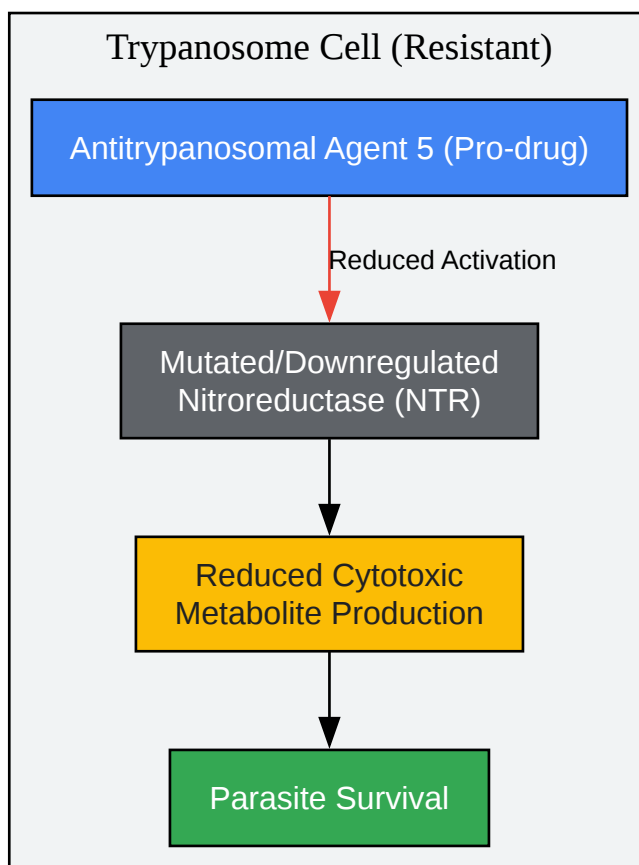 Trypanosome Cell (Resistant)
Antitrypanosomal Agent 5 (Pro-drug)
Reduced Activation
Mutated/Downregulated
Nitroreductase (NTR)
Reduced Cytotoxic
Metabolite Production
Parasite Survival